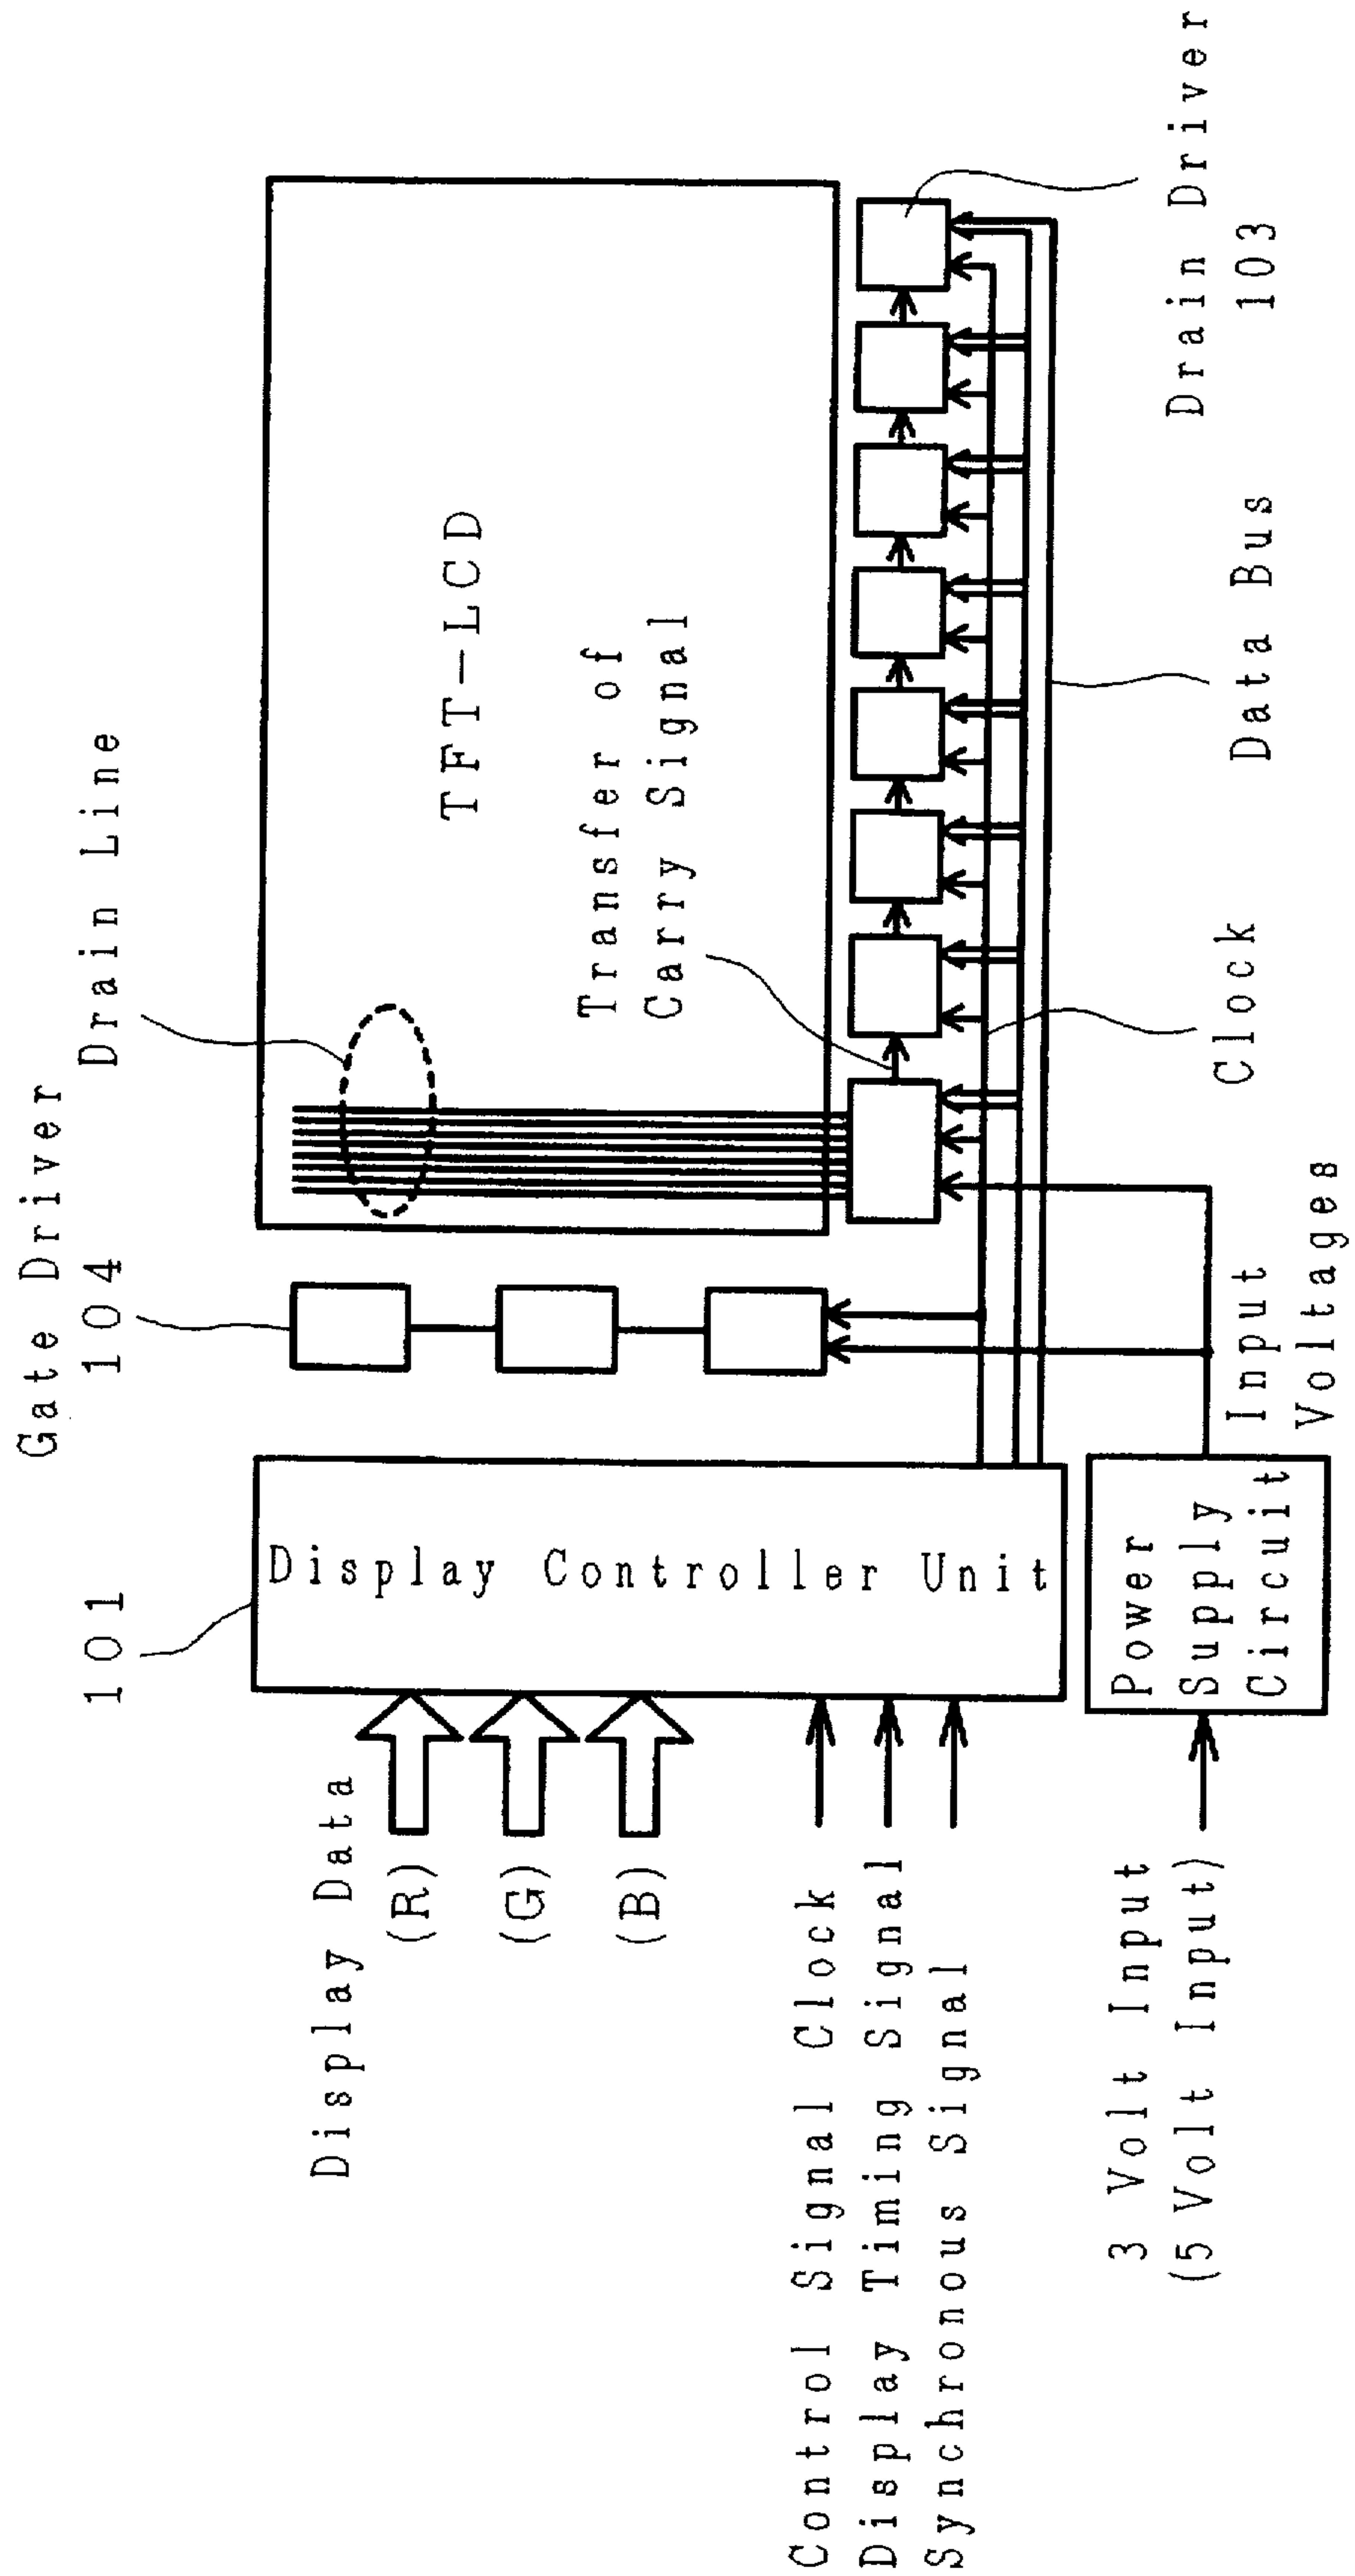 Gate Driver
104
Drain Line
101
Display Data
(R)
(G)
(B)
TFT-LCD
Transfer of
Carry Signal
Display Controller Unit
Control Signal Clock
Display Timing Signal
Synchronous Signal
3 Volt Input
(5 Volt Input)
Power
Supply
Circuit
Input
Voltages
Clock
Data Bus
Drain Driver
103